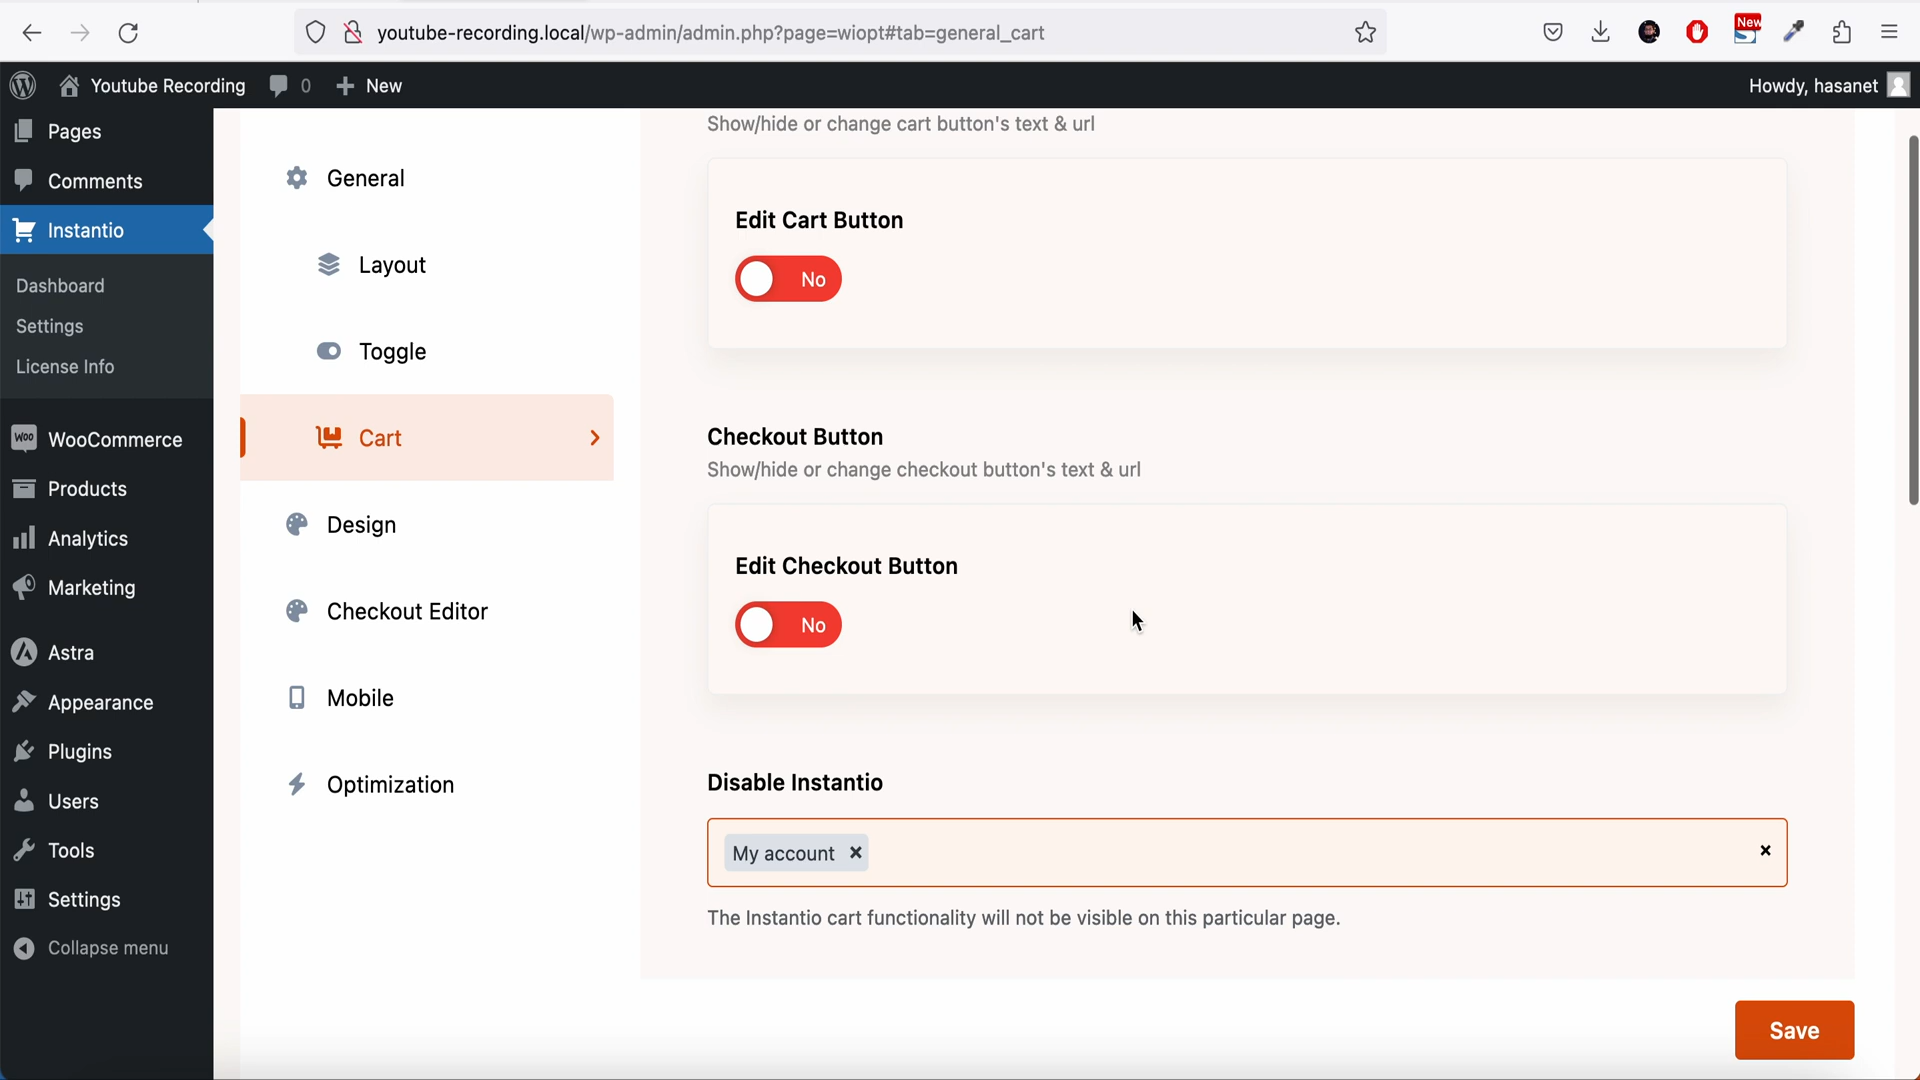 youtube-recording.local/wp-admin/admin.php?page=wiopt#tab=general_cart
New
Youtube Recording
0
New
Howdy, hasanet
Pages
Comments
Instantio
Dashboard
Settings
License Info
Woo
WooCommerce
Products
Analytics
Marketing
Astra
Appearance
Plugins
Users
Tools
Settings
Collapse menu
General
Layout
Toggle
Cart
Design
Checkout Editor
Mobile
Optimization
Show/hide or change cart button's text & url
Edit Cart Button
No
Checkout Button
Show/hide or change checkout button's text & url
Edit Checkout Button
No
Disable Instantio
My account ×
×
The Instantio cart functionality will not be visible on this particular page.
Save